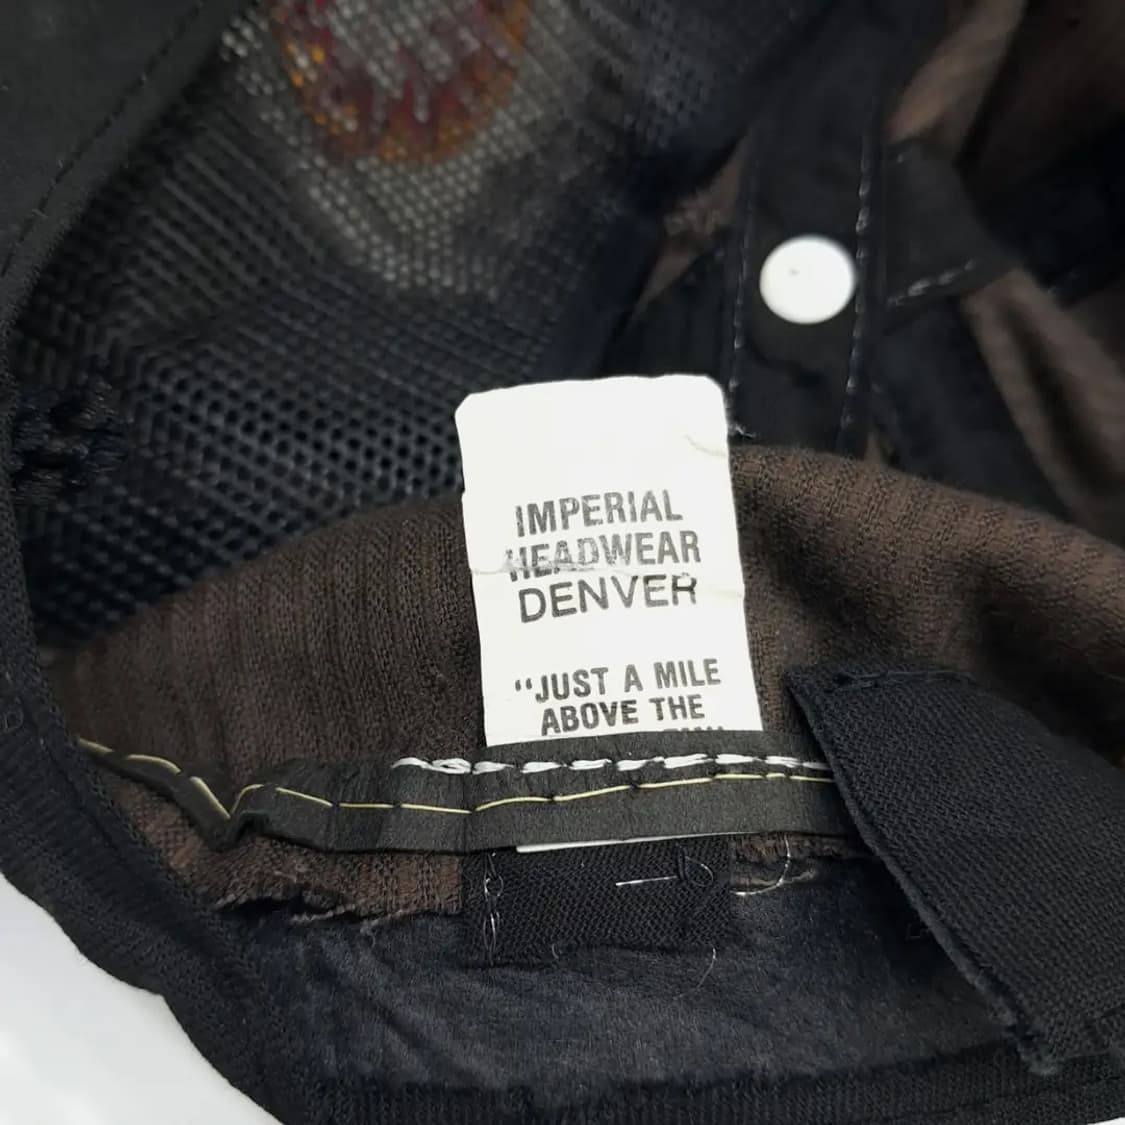 IMPERIAL
HEADWEAR
DENVER
“JUST A MILE
ABOVE THE